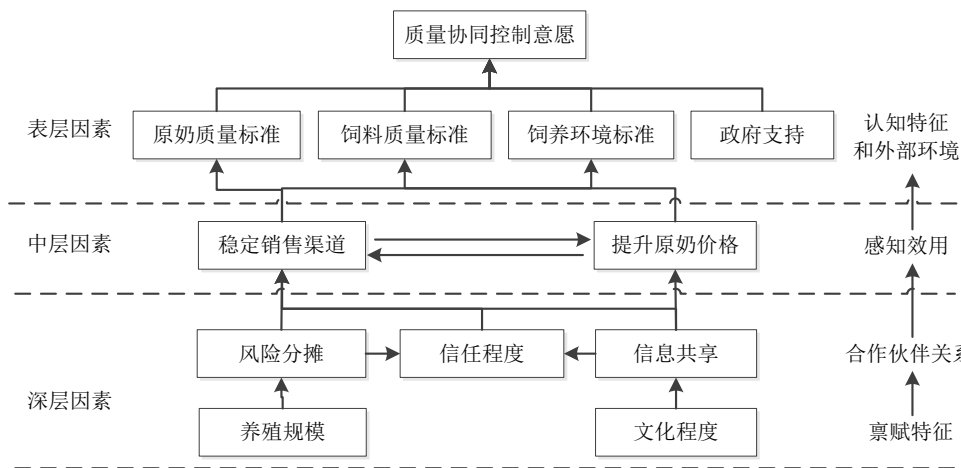 质量协同控制意愿
表层因素
原奶质量标准
饲料质量标准
饲养环境标准
政府支持
认知特征
和外部环境
中层因素
稳定销售渠道
提升原奶价格
感知效用
风险分摊
信任程度
信息共享
合作伙伴关系
深层因素
养殖规模
文化程度
禀赋特征